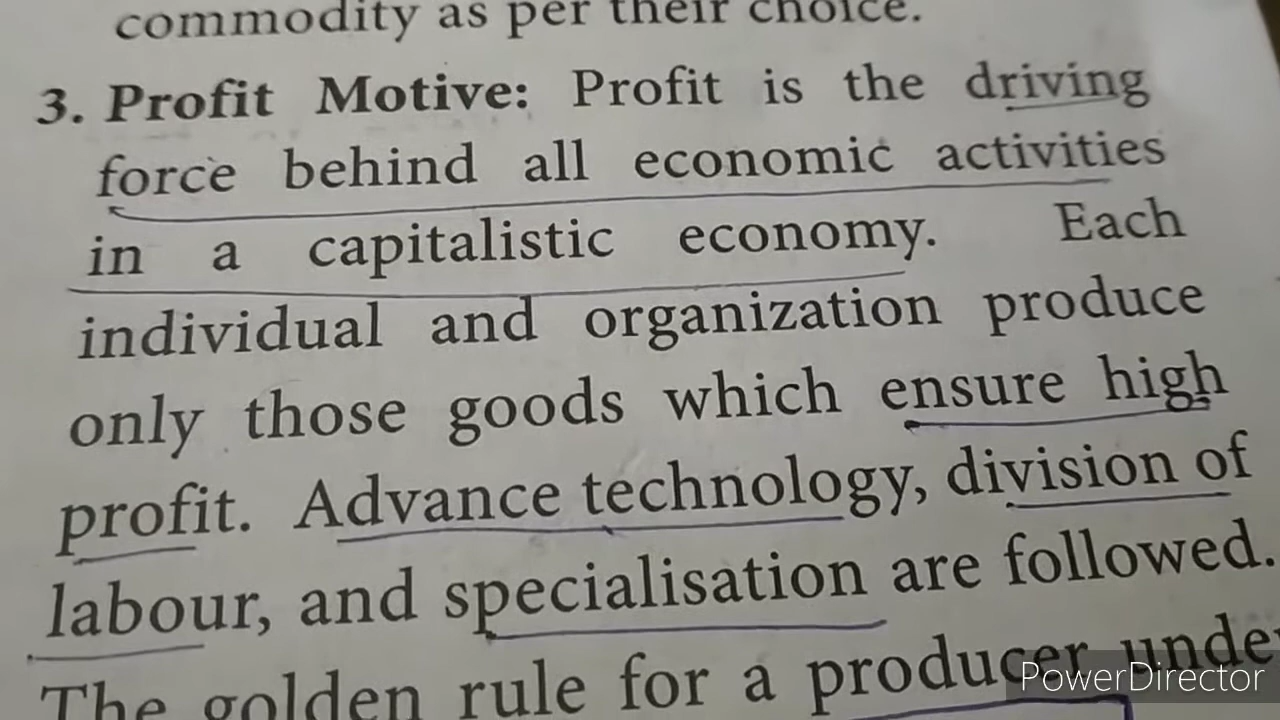 commodity as per their choice.
3. Profit Motive: Profit is the driving
force behind all economic activities
in a capitalistic economy. Each
individual and organization produce
only those goods which ensure high
profit. Advance technology, division of
labour, and specialisation are followed.
The golden rule for a producer unde
PowerDirector